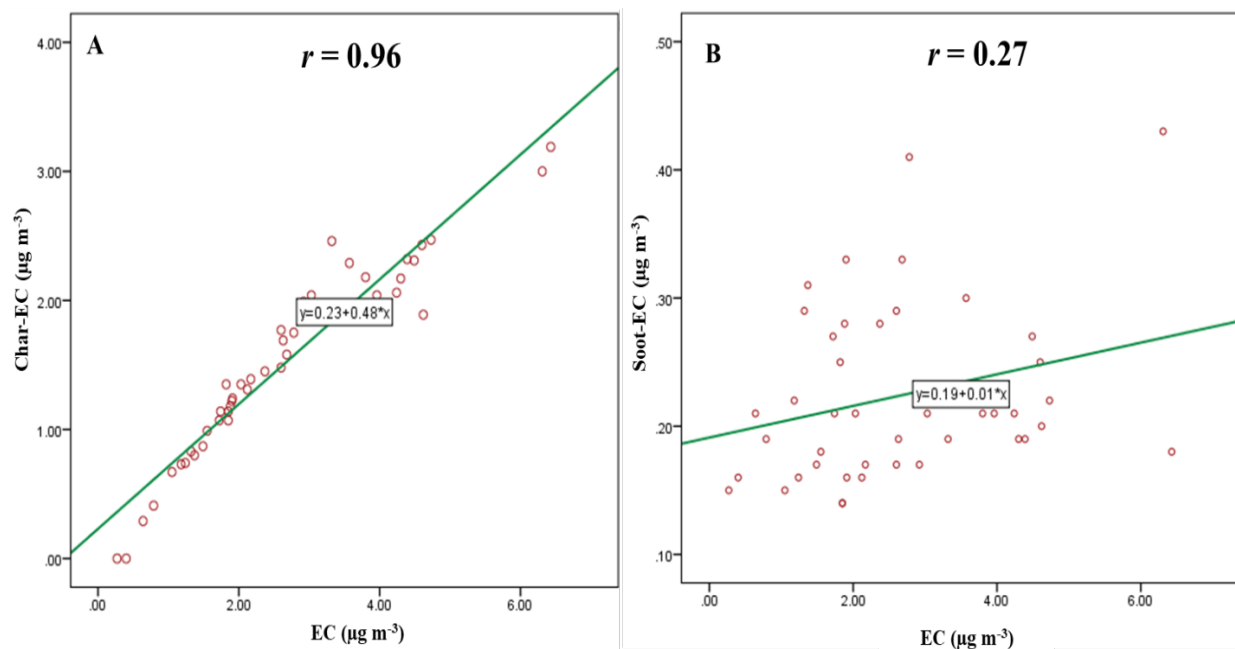 A
r = 0.96
4.00
3.00
2.00
1.00
.00
Char-EC (µg m⁻³)
y=0.23+0.48*x
.00 2.00 4.00 6.00
EC (µg m⁻³)
B
r = 0.27
.50
.40
.30
.20
.10
Soot-EC (µg m⁻³)
y=0.19+0.01*x
.00 2.00 4.00 6.00
EC (µg m⁻³)